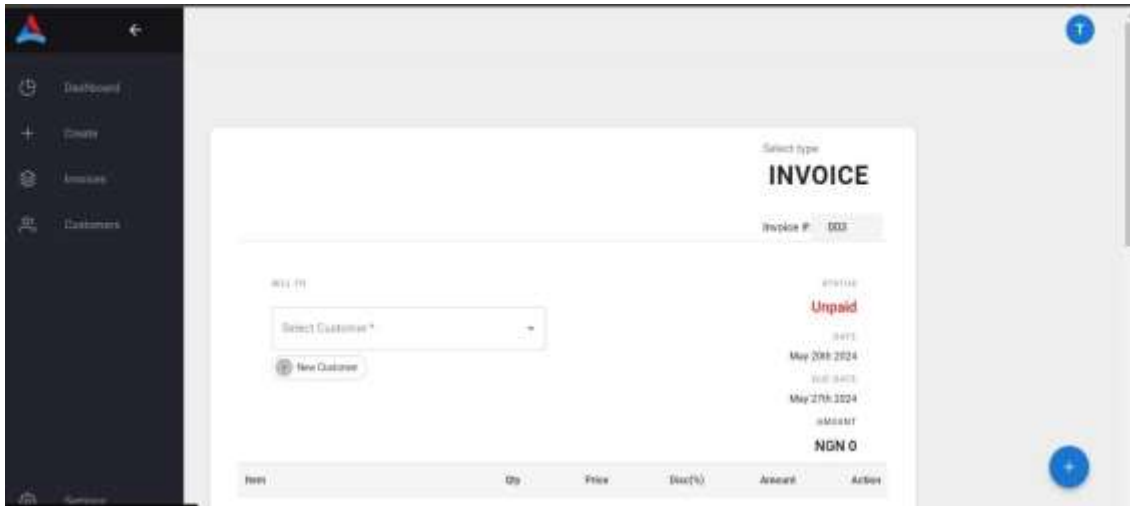 T
Dashboard
Create
Invoices
Customers
Settings
Select type
INVOICE
Invoice #: 003
BILL TO
STATUS
Unpaid
Select Customer *
DATE
May 20th 2024
New Customer
DUE DATE
May 27th 2024
AMOUNT
NGN 0
Item Qty Price Disc(%) Amount Action